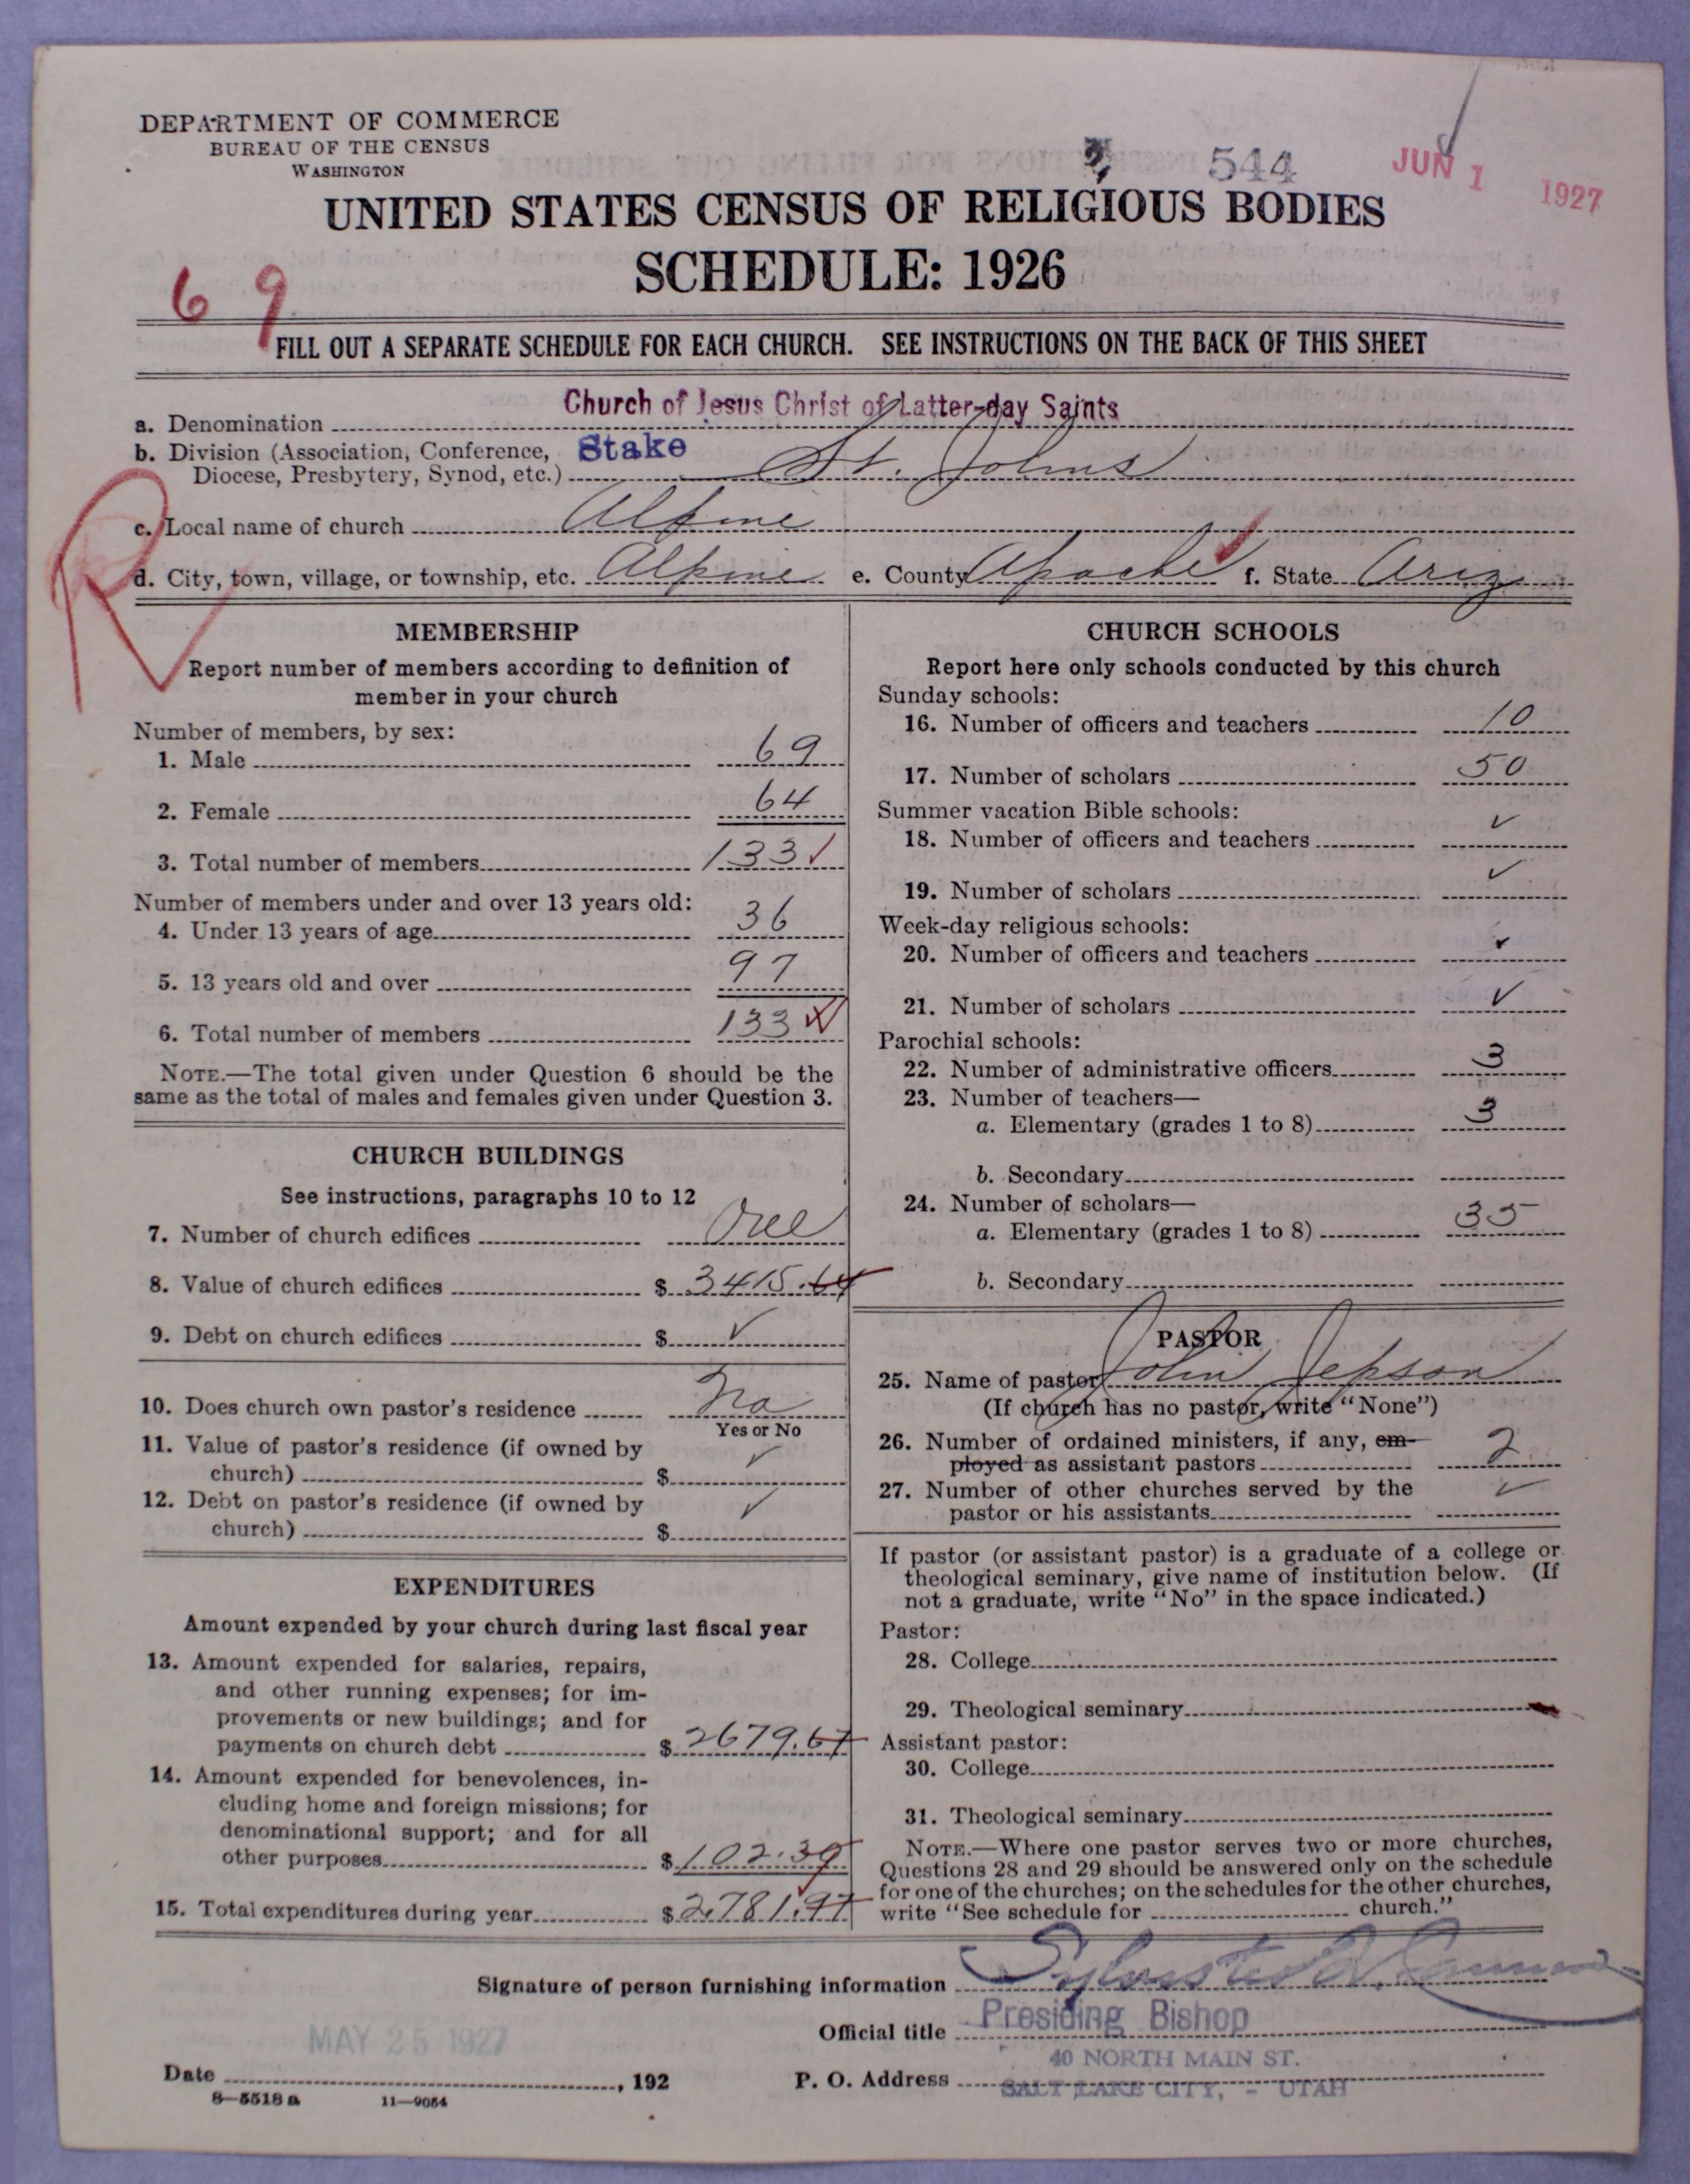 DEPARTMENT OF COMMERCE
BUREAU OF THE CENSUS
WASHINGTON
544
JUN 1 1927
UNITED STATES CENSUS OF RELIGIOUS BODIES
SCHEDULE: 1926
69
FILL OUT A SEPARATE SCHEDULE FOR EACH CHURCH. SEE INSTRUCTIONS ON THE BACK OF THIS SHEET
a. Denomination Church of Jesus Christ of Latter-day Saints
b. Division (Association, Conference, Stake
Diocese, Presbytery, Synod, etc.) St. Johns
R
c. Local name of church Alpine
d. City, town, village, or township, etc. Alpine e. County Apache f. State Ariz
MEMBERSHIP
Report number of members according to definition of
member in your church
Number of members, by sex:
1. Male 69
2. Female 64
3. Total number of members 133 ✓
Number of members under and over 13 years old:
4. Under 13 years of age 36
5. 13 years old and over 97
6. Total number of members 133 ✓
NOTE.—The total given under Question 6 should be the
same as the total of males and females given under Question 3.
CHURCH BUILDINGS
See instructions, paragraphs 10 to 12
7. Number of church edifices One
8. Value of church edifices $ 3415.64
9. Debt on church edifices $ ✓
10. Does church own pastor's residence No
Yes or No
11. Value of pastor's residence (if owned by
church) $ ✓
12. Debt on pastor's residence (if owned by
church) $ ✓
EXPENDITURES
Amount expended by your church during last fiscal year
13. Amount expended for salaries, repairs,
and other running expenses; for im-
provements or new buildings; and for
payments on church debt $ 2679.67
14. Amount expended for benevolences, in-
cluding home and foreign missions; for
denominational support; and for all
other purposes $ 102.39
15. Total expenditures during year $ 2,781.97
CHURCH SCHOOLS
Report here only schools conducted by this church
Sunday schools:
16. Number of officers and teachers 10
17. Number of scholars 50
Summer vacation Bible schools:
18. Number of officers and teachers ✓
19. Number of scholars ✓
Week-day religious schools:
20. Number of officers and teachers ✓
21. Number of scholars ✓
Parochial schools:
22. Number of administrative officers 3
23. Number of teachers—
a. Elementary (grades 1 to 8) 3
b. Secondary
24. Number of scholars—
a. Elementary (grades 1 to 8) 35
b. Secondary
PASTOR
25. Name of pastor John Jepson
(If church has no pastor, write "None")
26. Number of ordained ministers, if any, em-
ployed as assistant pastors 2
27. Number of other churches served by the
pastor or his assistants ✓
If pastor (or assistant pastor) is a graduate of a college or
theological seminary, give name of institution below. (If
not a graduate, write "No" in the space indicated.)
Pastor:
28. College
29. Theological seminary
Assistant pastor:
30. College
31. Theological seminary
NOTE.—Where one pastor serves two or more churches,
Questions 28 and 29 should be answered only on the schedule
for one of the churches; on the schedules for the other churches,
write "See schedule for church."
Signature of person furnishing information Sylvester Q. Cannon
Official title Presiding Bishop
MAY 25 1927
Date , 192
P. O. Address 40 NORTH MAIN ST.
SALT LAKE CITY, - UTAH
8—5518 a 11—9054